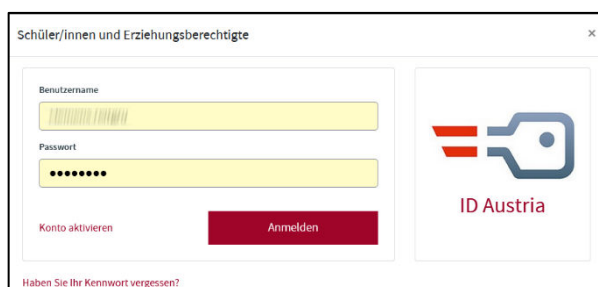 Schüler/innen und Erziehungsberechtigte ×
Benutzername
Passwort
••••••••
Konto aktivieren
Anmelden
ID Austria
Haben Sie Ihr Kennwort vergessen?